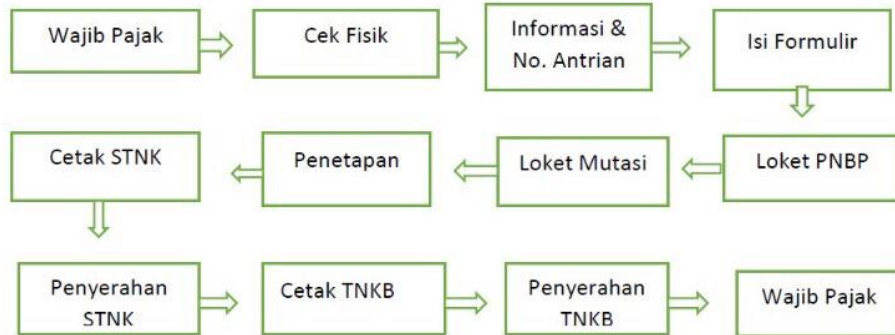 Wajib Pajak
Cek Fisik
Informasi &
No. Antrian
Isi Formulir
Cetak STNK
Penetapan
Loket Mutasi
Loket PNBP
Penyerahan
STNK
Cetak TNKB
Penyerahan
TNKB
Wajib Pajak